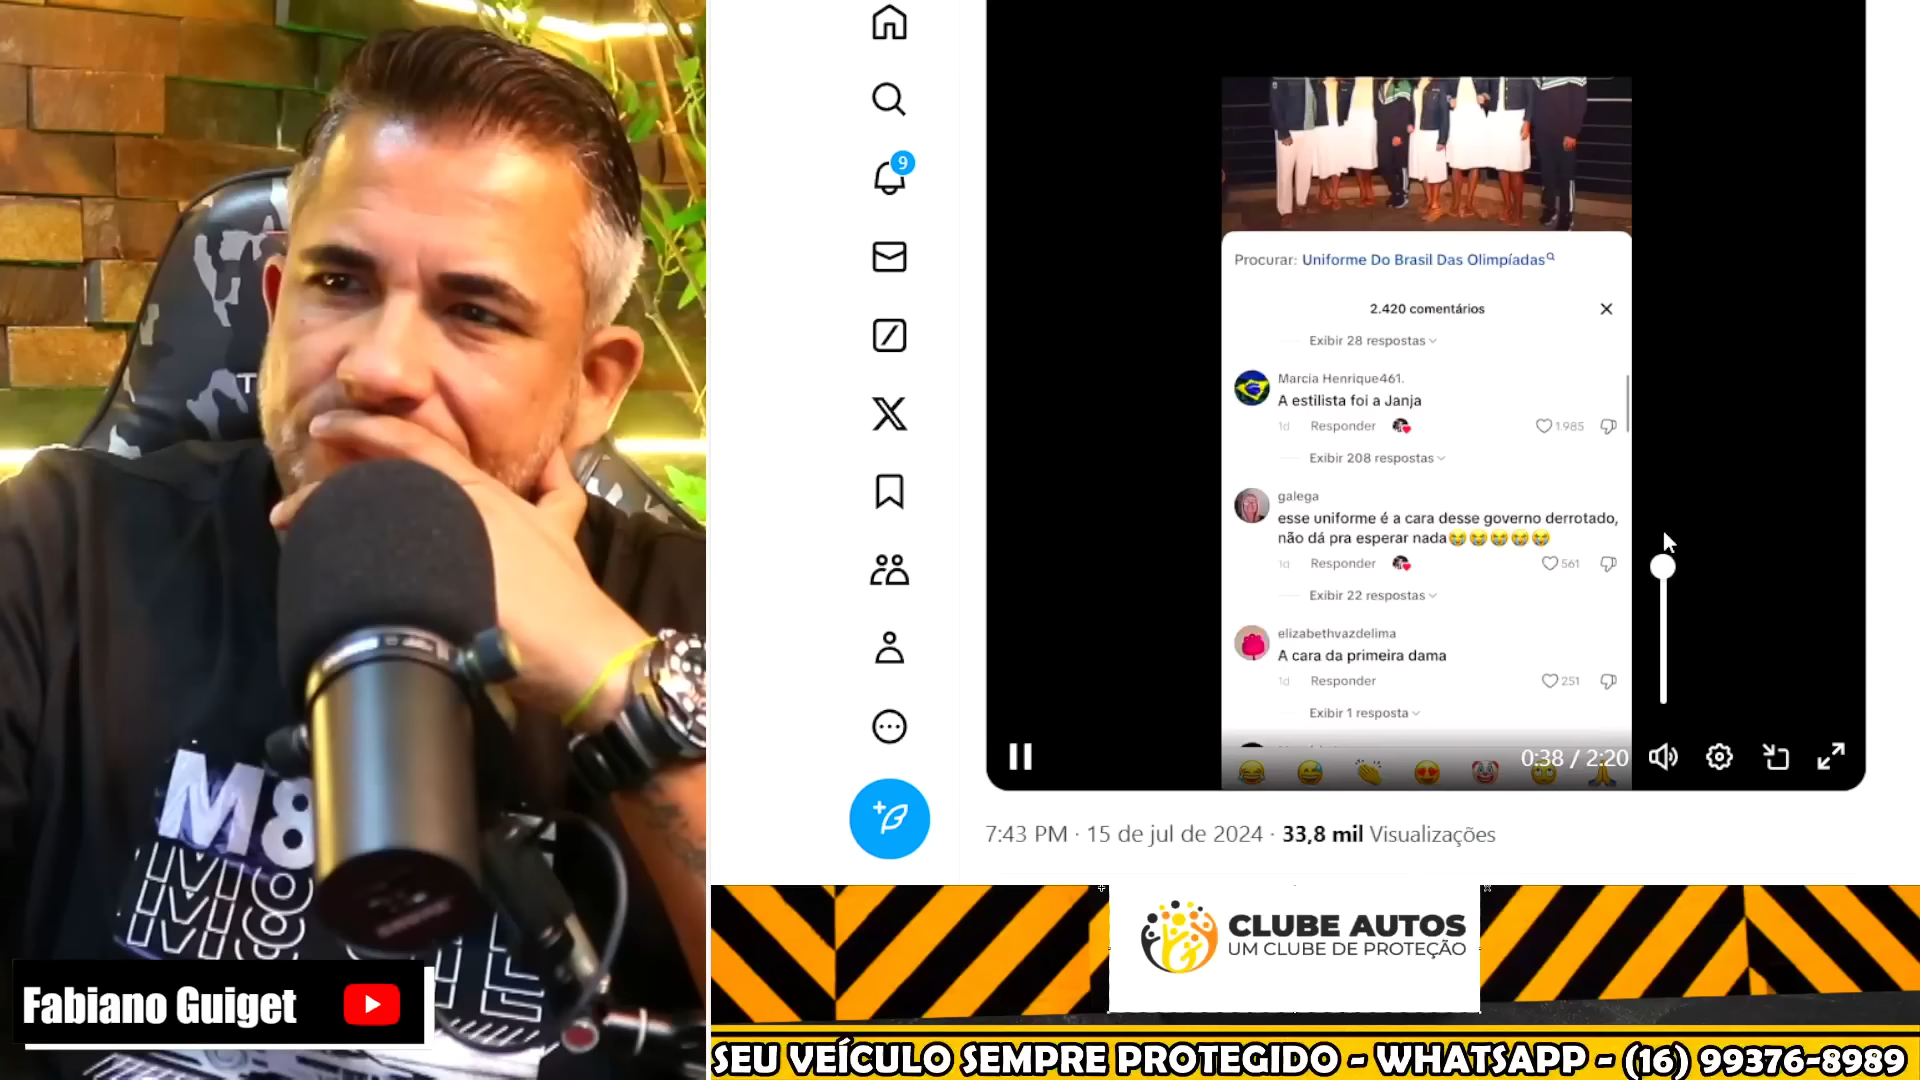 9
Procurar: Uniforme Do Brasil Das Olimpíadas
2.420 comentários
Exibir 28 respostas
Marcia Henrique461.
A estilista foi a Janja
1d Responder 1.985
Exibir 208 respostas
galega
esse uniforme é a cara desse governo derrotado,
não dá pra esperar nada😭😭😭😭😭
1d Responder 561
Exibir 22 respostas
elizabethvazdelima
A cara da primeira dama
1d Responder 251
Exibir 1 resposta
0:38 / 2:20
7:43 PM · 15 de jul de 2024 · 33,8 mil Visualizações
M8
Fabiano Guiget
CLUBE AUTOS
UM CLUBE DE PROTEÇÃO
SEU VEÍCULO SEMPRE PROTEGIDO - WHATSAPP - (16) 99376-8989